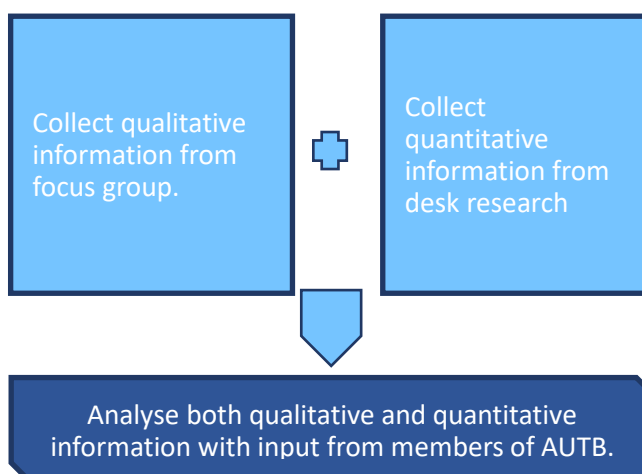 Collect qualitative
information from
focus group.
Collect
quantitative
information from
desk research
Analyse both qualitative and quantitative
information with input from members of AUTB.